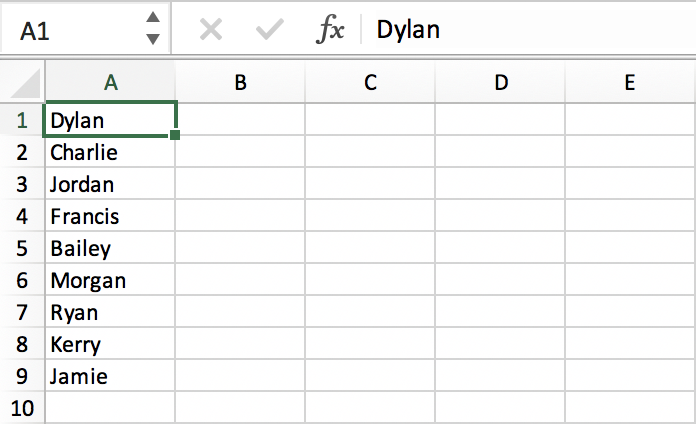 A1 fx Dylan
A B C D E
1 Dylan
2 Charlie
3 Jordan
4 Francis
5 Bailey
6 Morgan
7 Ryan
8 Kerry
9 Jamie
10